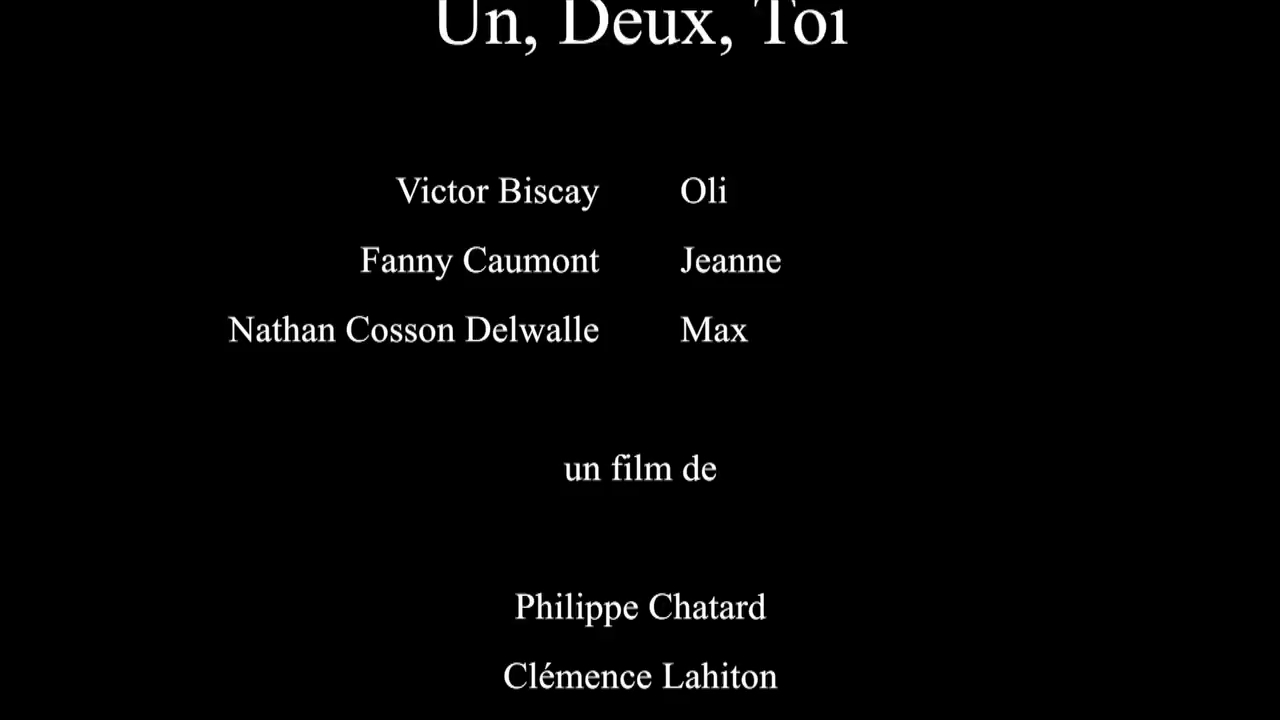 Un, Deux, Toi
Victor Biscay Oli
Fanny Caumont Jeanne
Nathan Cosson Delwalle Max
un film de
Philippe Chatard
Clémence Lahiton